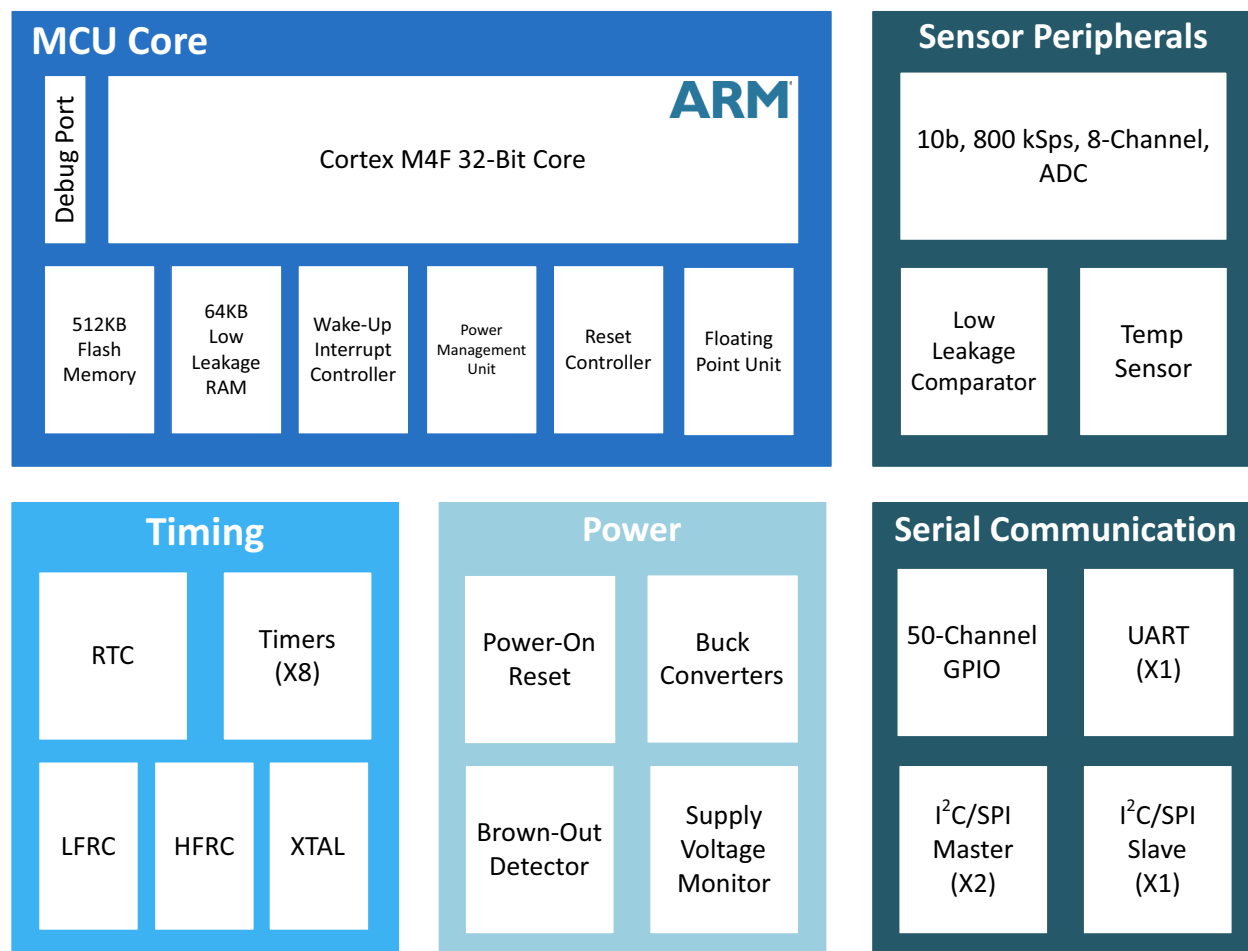 MCU Core
Debug Port
ARM
Cortex M4F 32-Bit Core
512KB
Flash
Memory
64KB
Low
Leakage
RAM
Wake-Up
Interrupt
Controller
Power
Management
Unit
Reset
Controller
Floating
Point Unit
Sensor Peripherals
10b, 800 kSps, 8-Channel,
ADC
Low
Leakage
Comparator
Temp
Sensor
Timing
RTC
Timers
(X8)
LFRC
HFRC
XTAL
Power
Power-On
Reset
Buck
Converters
Brown-Out
Detector
Supply
Voltage
Monitor
Serial Communication
50-Channel
GPIO
UART
(X1)
I²C/SPI
Master
(X2)
I²C/SPI
Slave
(X1)